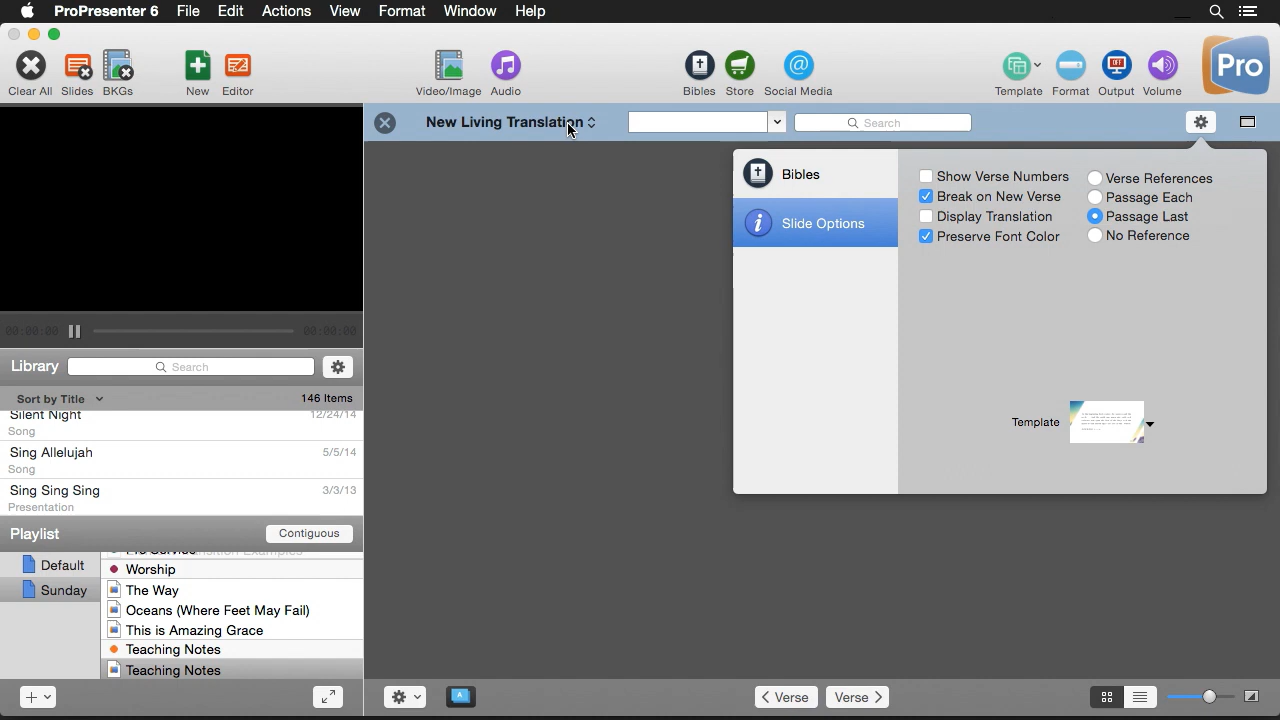 ProPresenter 6 File Edit Actions View Format Window Help
Clear All Slides BKGs New Editor Video/Image Audio Bibles Store Social Media Template Format Output Volume
Pro
New Living Translation Search
Bibles
Slide Options
Show Verse Numbers
Break on New Verse
Display Translation
Preserve Font Color
Verse References
Passage Each
Passage Last
No Reference
Template
00:00:00 00:00:00
Library Search
Sort by Title 146 Items
Silent Night 12/24/14
Song
Sing Allelujah 5/5/14
Song
Sing Sing Sing 3/3/13
Presentation
Playlist Contiguous
Default
Sunday
Worship
The Way
Oceans (Where Feet May Fail)
This is Amazing Grace
Teaching Notes
Teaching Notes
Verse Verse